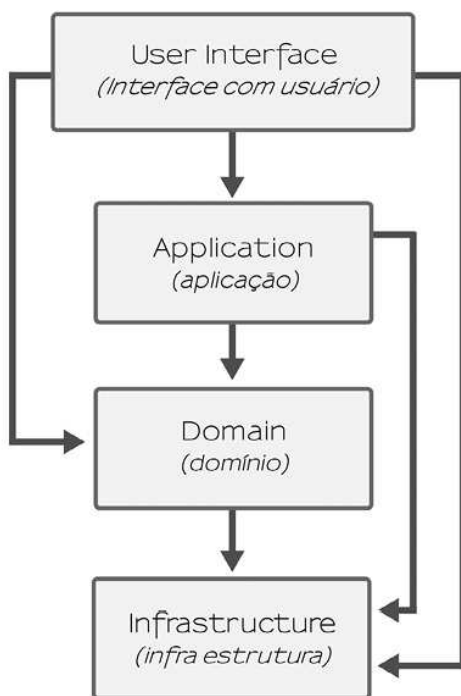 User Interface
(Interface com usuário)
Application
(aplicação)
Domain
(domínio)
Infrastructure
(infra estrutura)